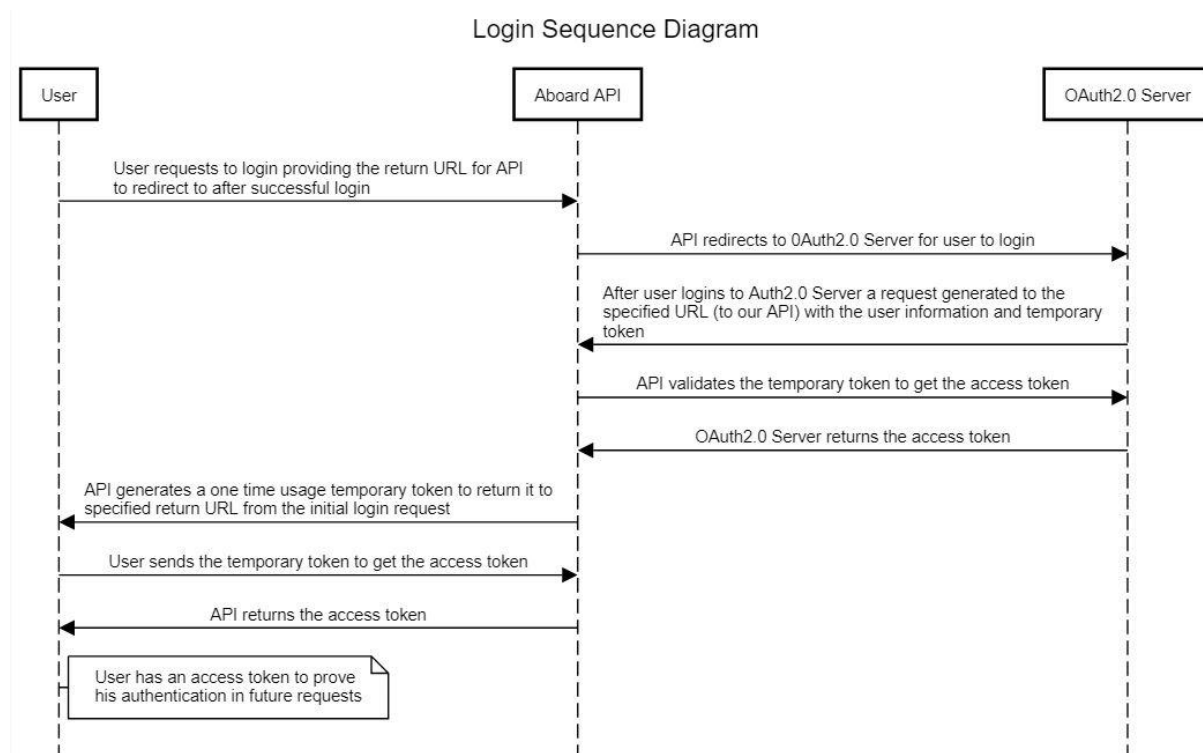 Login Sequence Diagram
User
Aboard API
OAuth2.0 Server
User requests to login providing the return URL for API
to redirect to after successful login
API redirects to 0Auth2.0 Server for user to login
After user logins to Auth2.0 Server a request generated to the
specified URL (to our API) with the user information and temporary
token
API validates the temporary token to get the access token
OAuth2.0 Server returns the access token
API generates a one time usage temporary token to return it to
specified return URL from the initial login request
User sends the temporary token to get the access token
API returns the access token
User has an access token to prove
his authentication in future requests